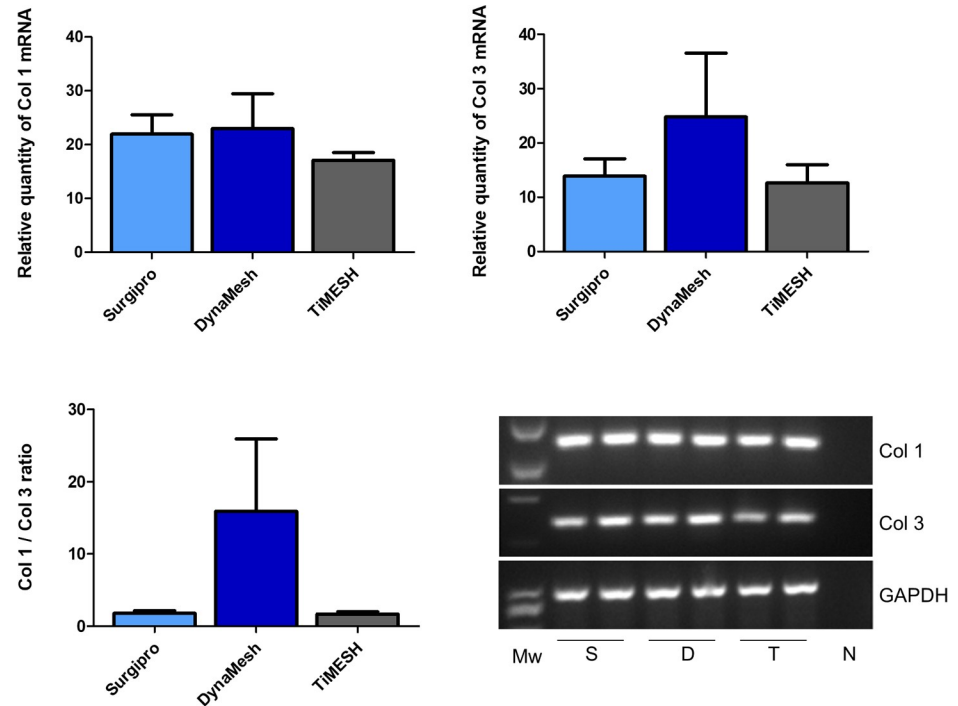 Relative quantity of Col 1 mRNA
40
30
20
10
0
Surgipro
DynaMesh
TiMESH
Relative quantity of Col 3 mRNA
40
30
20
10
0
Surgipro
DynaMesh
TiMESH
Col 1 / Col 3 ratio
30
20
10
0
Surgipro
DynaMesh
TiMESH
Col 1
Col 3
GAPDH
Mw S D T N